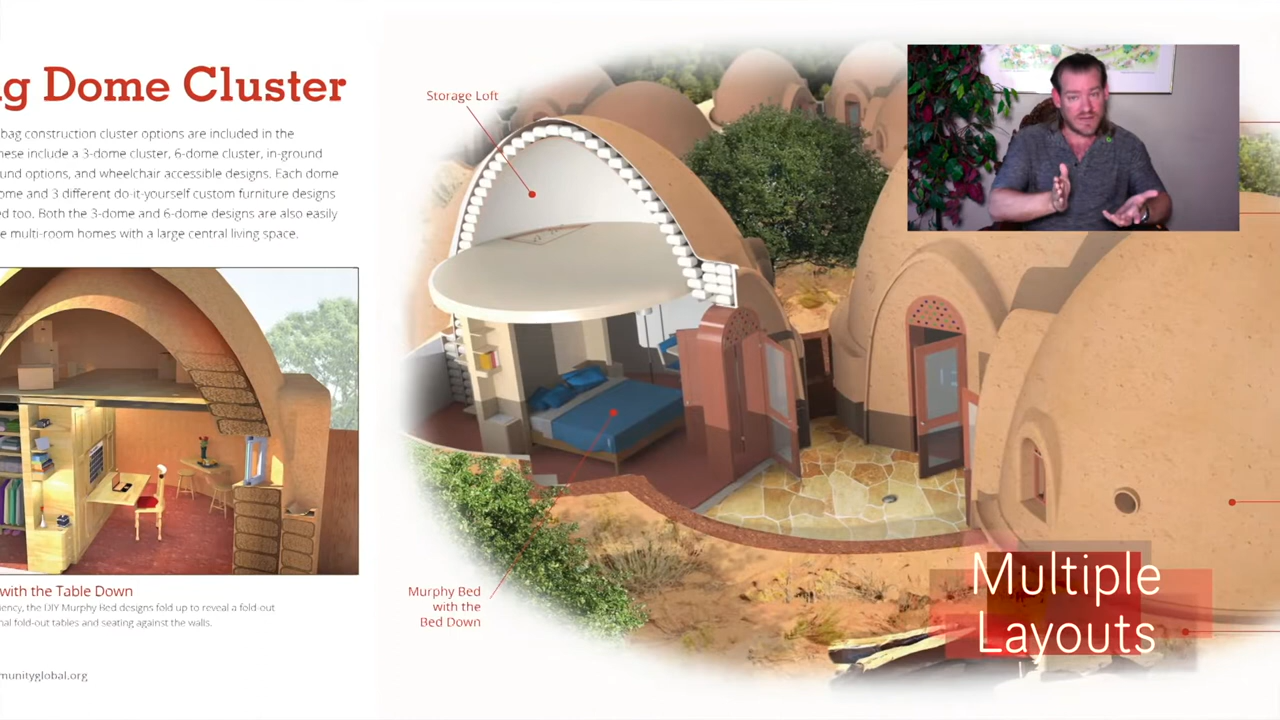 g Dome Cluster
bag construction cluster options are included in the
hese include a 3-dome cluster, 6-dome cluster, in-ground
und options, and wheelchair accessible designs. Each dome
ome and 3 different do-it-yourself custom furniture designs
ed too. Both the 3-dome and 6-dome designs are also easily
e multi-room homes with a large central living space.
with the Table Down
iency, the DIY Murphy Bed designs fold up to reveal a fold-out
nal fold-out tables and seating against the walls.
munityglobal.org
Storage Loft
Murphy Bed
with the
Bed Down
Multiple
Layouts